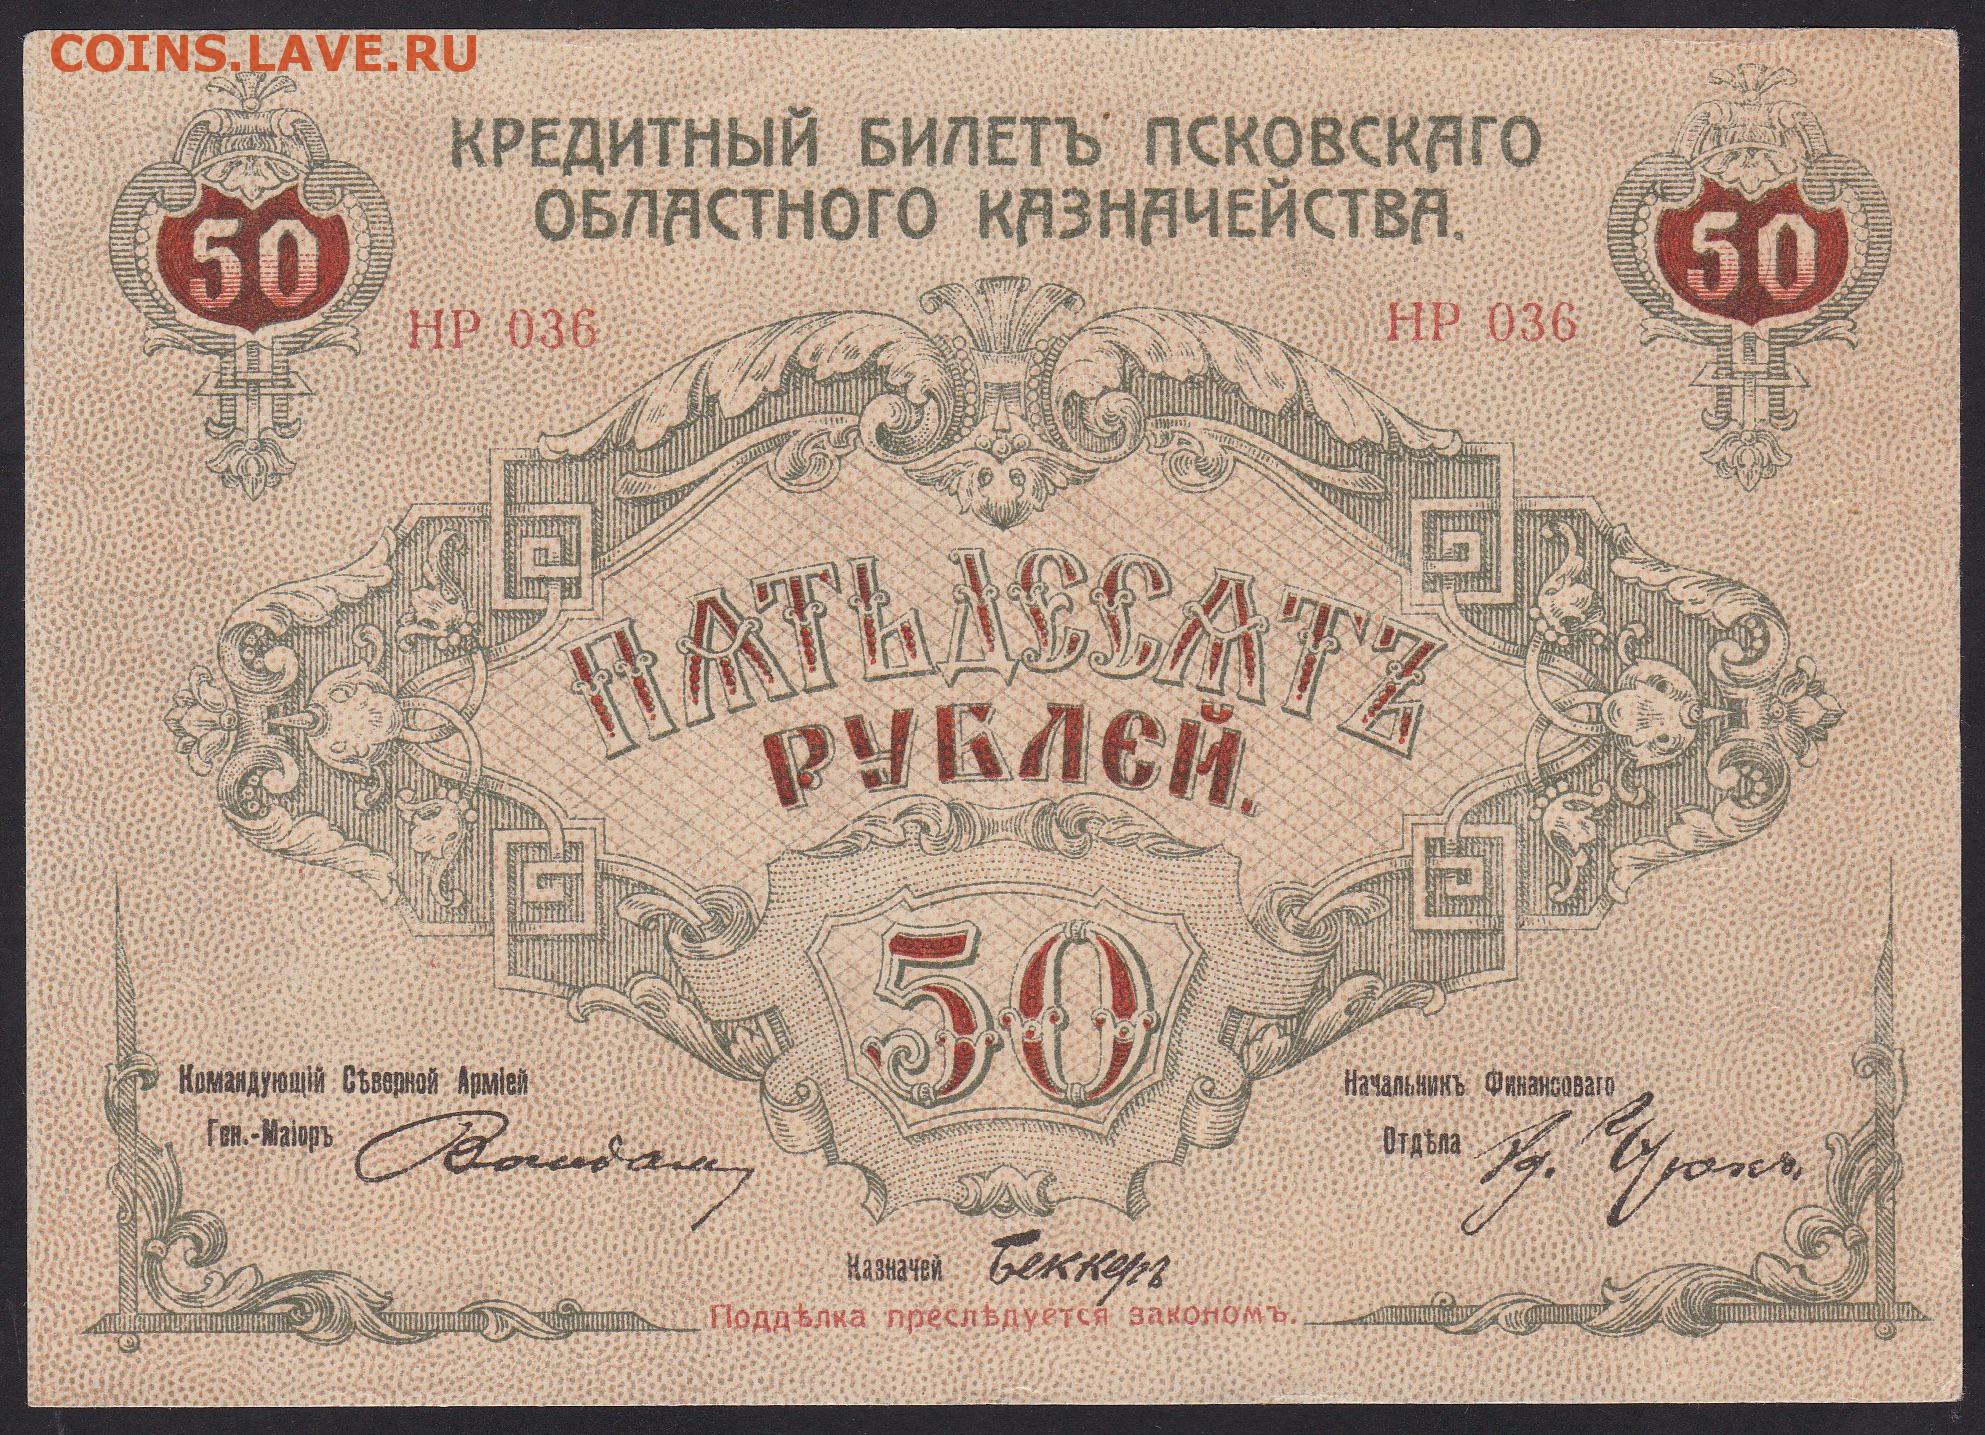 COINS.LAVE.RU
КРЕДИТНЫЙ БИЛЕТЪ ПСКОВСКАГО
ОБЛАСТНОГО КАЗНАЧЕЙСТВА.
50
50
НР 036
НР 036
ПЯТЬДЕСЯТЪ
РУБЛЕЙ.
50
Командующій Сѣверной Арміей
Ген.-Маіоръ
Начальникъ Финансоваго
Отдѣла
Казначей Беккеръ
Поддѣлка преслѣдуется закономъ.